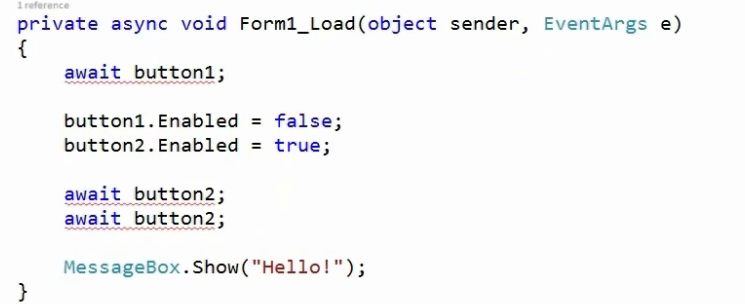 1 reference
private async void Form1_Load(object sender, EventArgs e)
{
await button1;
button1.Enabled = false;
button2.Enabled = true;
await button2;
await button2;
MessageBox.Show("Hello!");
}